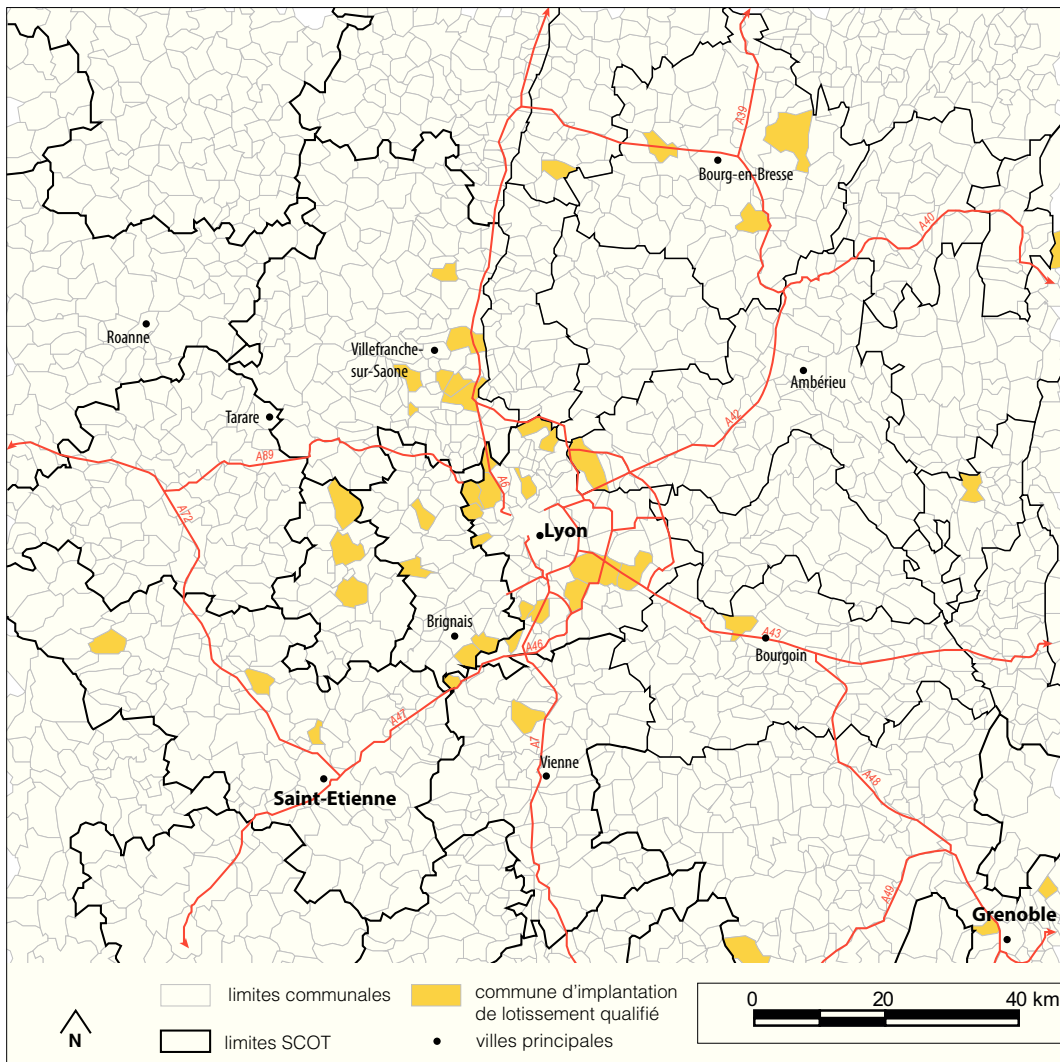 A39
Bourg-en-Bresse
A40
Roanne
Villefranche-
sur-Saone
Ambérieu
Tarare
A42
A89
A6
A72
Lyon
Brignais
A43
A46
Bourgoin
A47
A7
Vienne
Saint-Etienne
A48
A49
Grenoble
limites communales
commune d'implantation
de lotissement qualifié
0 20 40 km
N
limites SCOT
villes principales